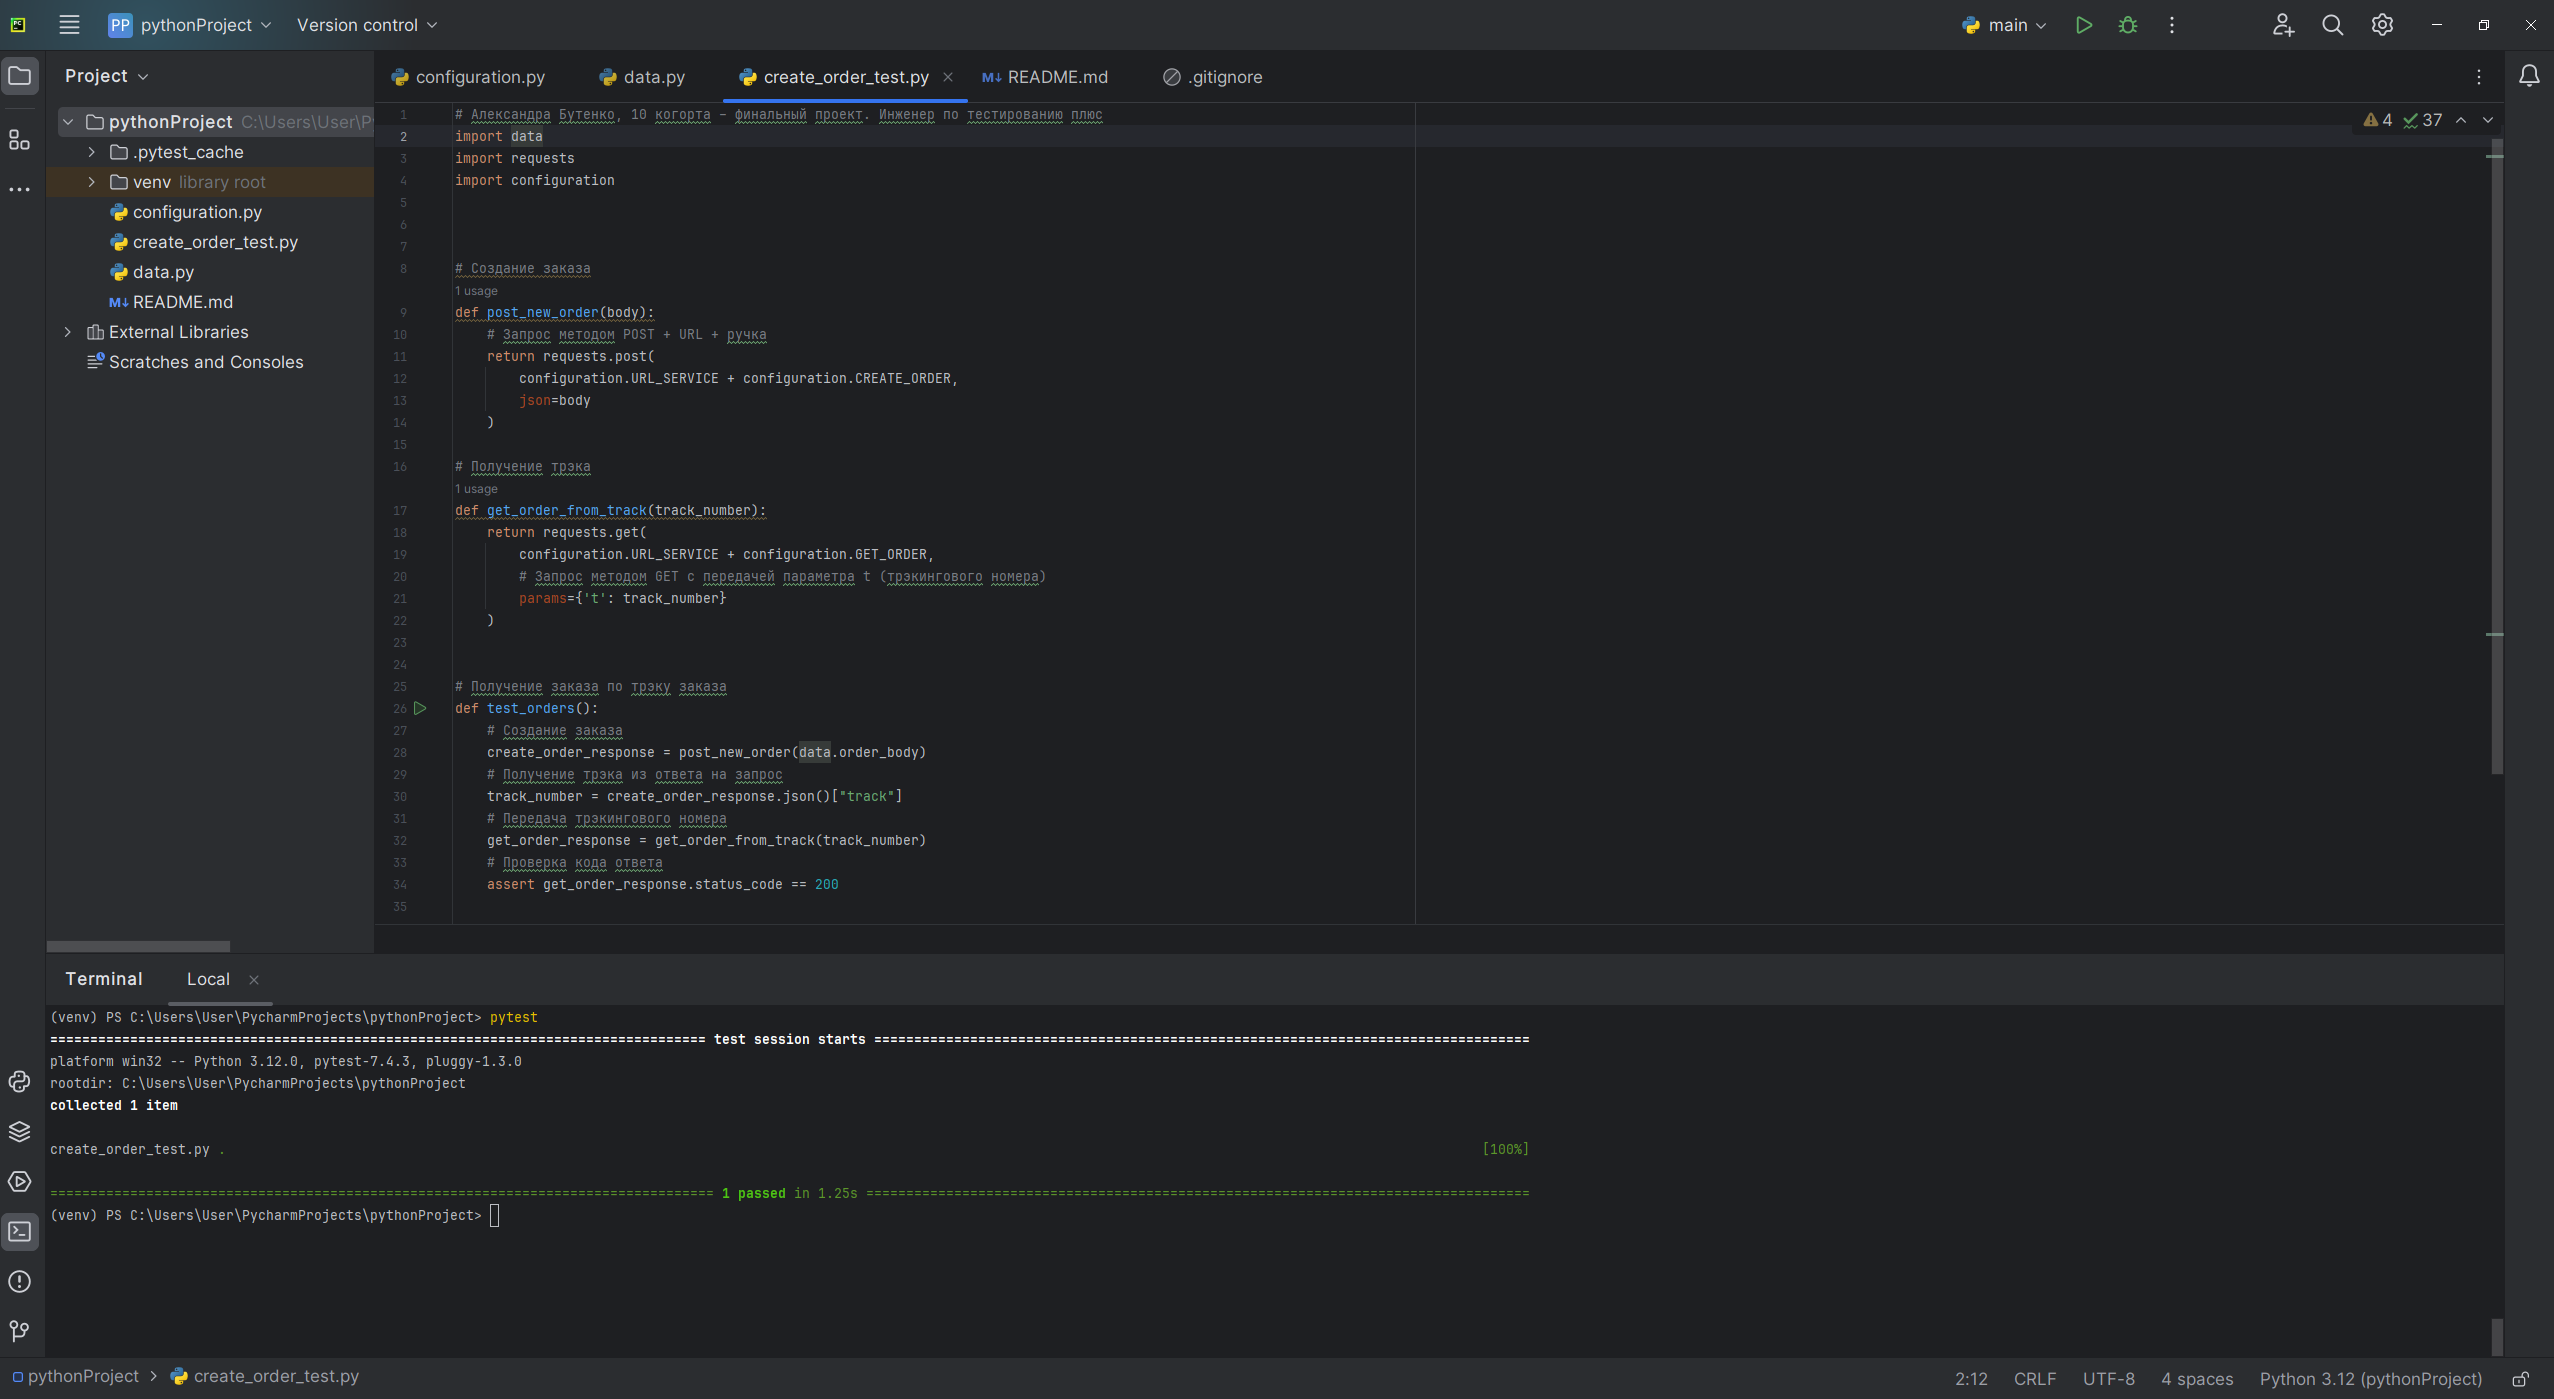 PP pythonProject Version control main
Project
configuration.py data.py create_order_test.py README.md .gitignore
pythonProject C:\Users\User\P
.pytest_cache
venv library root
configuration.py
create_order_test.py
data.py
README.md
External Libraries
Scratches and Consoles
4 37
1 # Александра Бутенко, 10 когорта – финальный проект. Инженер по тестированию плюс
2 import data
3 import requests
4 import configuration
5
6
7
8 # Создание заказа
1 usage
9 def post_new_order(body):
10 # Запрос методом POST + URL + ручка
11 return requests.post(
12 configuration.URL_SERVICE + configuration.CREATE_ORDER,
13 json=body
14 )
15
16 # Получение трэка
1 usage
17 def get_order_from_track(track_number):
18 return requests.get(
19 configuration.URL_SERVICE + configuration.GET_ORDER,
20 # Запрос методом GET с передачей параметра t (трэкингового номера)
21 params={'t': track_number}
22 )
23
24
25 # Получение заказа по трэку заказа
26 def test_orders():
27 # Создание заказа
28 create_order_response = post_new_order(data.order_body)
29 # Получение трэка из ответа на запрос
30 track_number = create_order_response.json()["track"]
31 # Передача трэкингового номера
32 get_order_response = get_order_from_track(track_number)
33 # Проверка кода ответа
34 assert get_order_response.status_code == 200
35
Terminal Local
(venv) PS C:\Users\User\PycharmProjects\pythonProject> pytest
================================================================================== test session starts ==================================================================================
platform win32 -- Python 3.12.0, pytest-7.4.3, pluggy-1.3.0
rootdir: C:\Users\User\PycharmProjects\pythonProject
collected 1 item
create_order_test.py . [100%]
=================================================================================== 1 passed in 1.25s ===================================================================================
(venv) PS C:\Users\User\PycharmProjects\pythonProject>
pythonProject > create_order_test.py 2:12 CRLF UTF-8 4 spaces Python 3.12 (pythonProject)